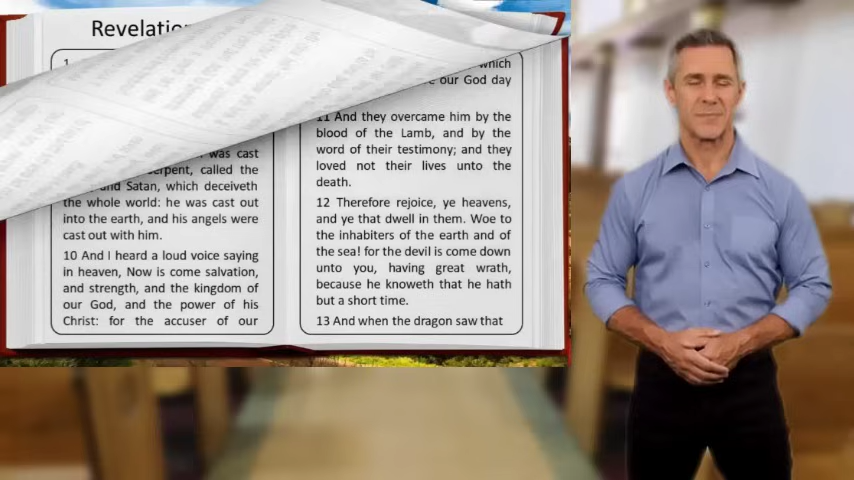 Revelatio
1
was cast
erpent, called the
and Satan, which deceiveth
the whole world: he was cast out
into the earth, and his angels were
cast out with him.
10 And I heard a loud voice saying
in heaven, Now is come salvation,
and strength, and the kingdom of
our God, and the power of his
Christ: for the accuser of our
which
our God day
11 And they overcame him by the
blood of the Lamb, and by the
word of their testimony; and they
loved not their lives unto the
death.
12 Therefore rejoice, ye heavens,
and ye that dwell in them. Woe to
the inhabiters of the earth and of
the sea! for the devil is come down
unto you, having great wrath,
because he knoweth that he hath
but a short time.
13 And when the dragon saw that